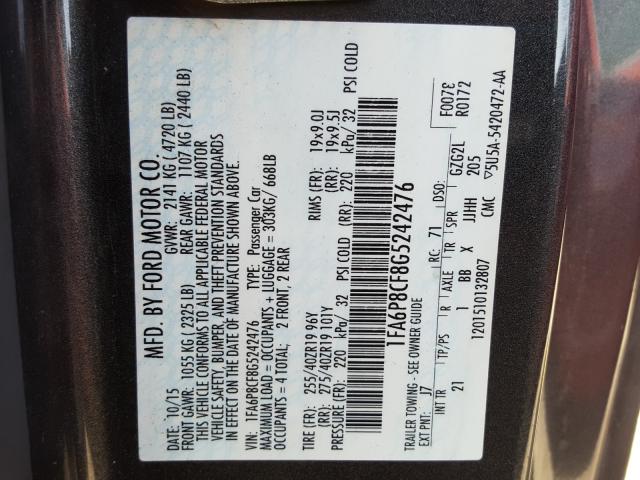 MFD. BY FORD MOTOR CO.
DATE: 10/15 GVWR: 2141 KG ( 4720 LB)
FRONT GAWR: 1055 KG ( 2325 LB) REAR GAWR: 1107 KG ( 2440 LB)
THIS VEHICLE CONFORMS TO ALL APPLICABLE FEDERAL MOTOR
VEHICLE SAFETY, BUMPER, AND THEFT PREVENTION STANDARDS
IN EFFECT ON THE DATE OF MANUFACTURE SHOWN ABOVE.
VIN: 1FA6P8CF8G5242476 TYPE: Passenger Car
MAXIMUM LOAD = OCCUPANTS + LUGGAGE = 303KG/ 668LB
OCCUPANTS = 4 TOTAL; 2 FRONT, 2 REAR
TIRE (FR): 255/40ZR19 96Y RIMS (FR): 19x9.0J
(RR): 275/40ZR19 101Y (RR): 19x9.5J
PRESSURE (FR): 220 kPa/ 32 PSI COLD (RR): 220 kPa/ 32 PSI COLD
1FA6P8CF8G5242476
TRAILER TOWING - SEE OWNER GUIDE
EXT PNT: J7 RC: 71 DSO: F007C
R0172
INT TR TP/PS R AXLE TR SPR GZG2L
21 1 BB X JJHH 205
1201510132807 CMC ▽5U5A-5420472-AA